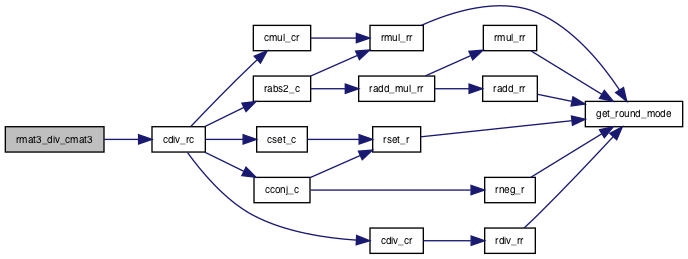 cmul_cr
rmul_rr
rmul_rr
rabs2_c
radd_mul_rr
radd_rr
get_round_mode
rmat3_div_cmat3
cdiv_rc
cset_c
rset_r
cconj_c
rneg_r
cdiv_cr
rdiv_rr